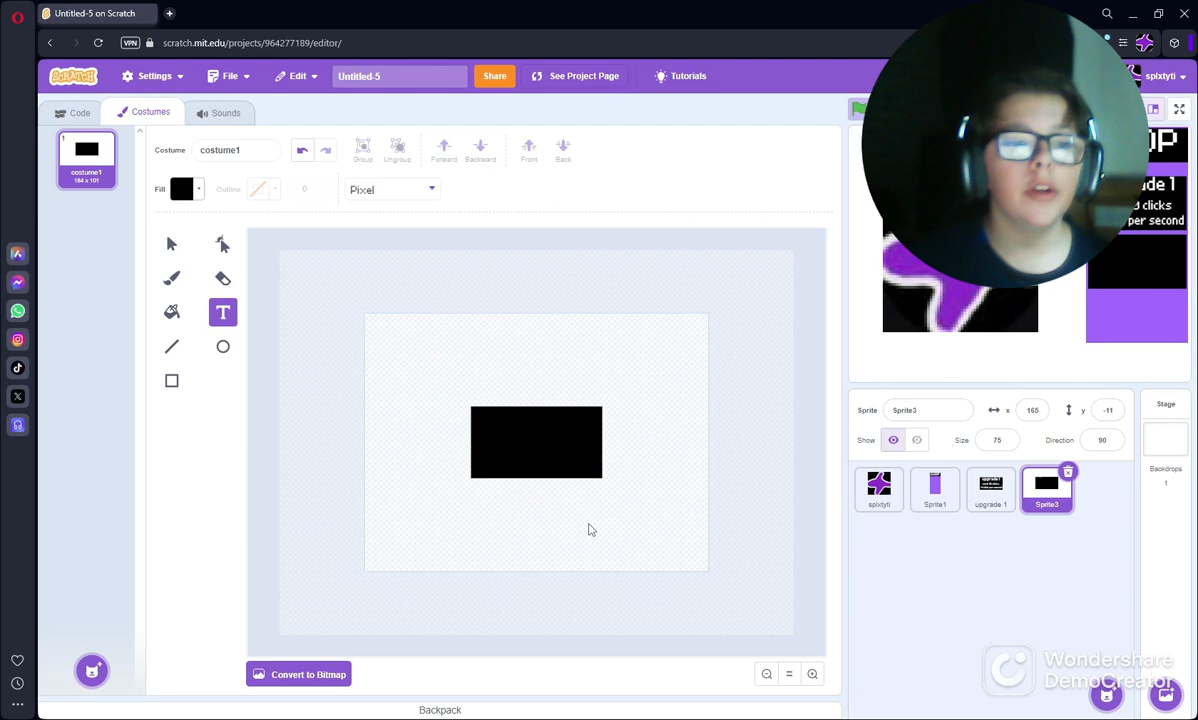 Untitled-5 on Scratch
VPN
scratch.mit.edu/projects/964277189/editor/
SCRATCH
Settings
File
Edit
Untitled-5
Share
See Project Page
Tutorials
splxtyti
Code
Costumes
Sounds
1
costume1
184 x 101
Costume
costume1
Group
Ungroup
Forward
Backward
Front
Back
Fill
Outline
0
Pixel
T
Convert to Bitmap
Backpack
clicks
per second
Sprite
Sprite3
x
165
y
-11
Show
Size
75
Direction
90
splxtyti
Sprite1
upgrade 1
Sprite3
Stage
Backdrops
1
Wondershare
DemoCreator